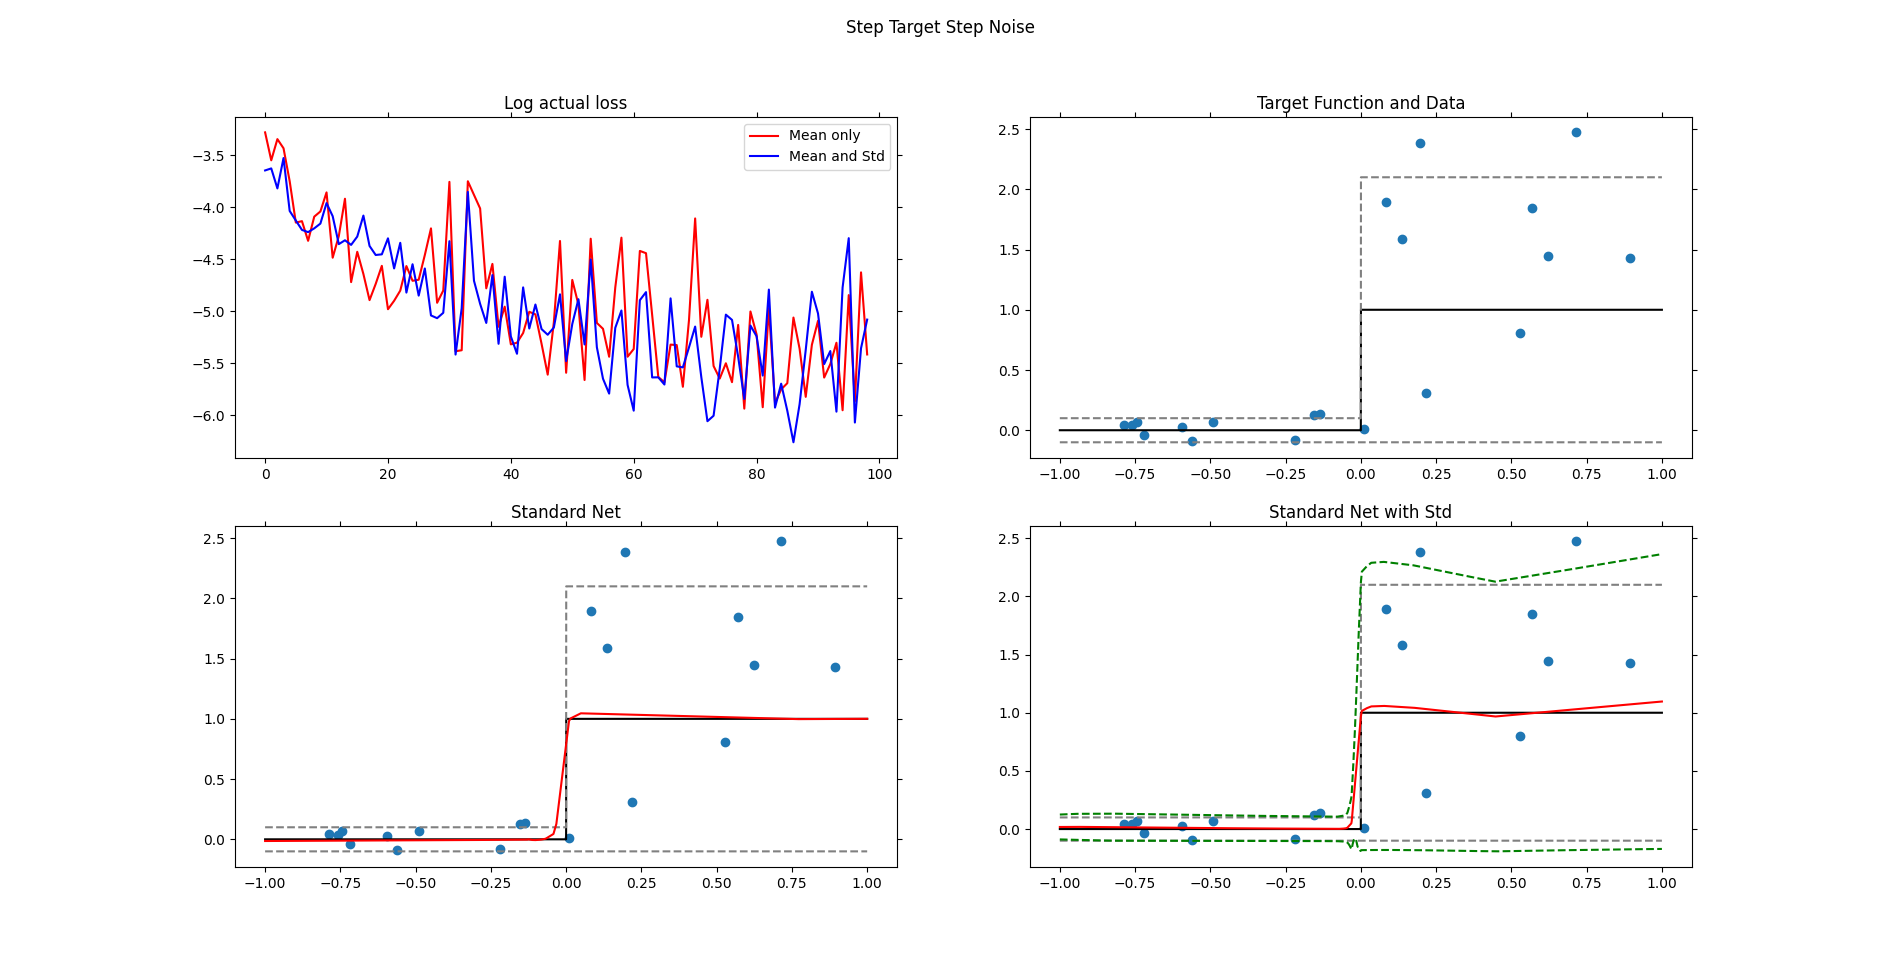 Step Target Step Noise
Log actual loss
Mean only
Mean and Std
−3.5
−4.0
−4.5
−5.0
−5.5
−6.0
0 20 40 60 80 100
Target Function and Data
2.5
2.0
1.5
1.0
0.5
0.0
−1.00 −0.75 −0.50 −0.25 0.00 0.25 0.50 0.75 1.00
Standard Net
2.5
2.0
1.5
1.0
0.5
0.0
−1.00 −0.75 −0.50 −0.25 0.00 0.25 0.50 0.75 1.00
Standard Net with Std
2.5
2.0
1.5
1.0
0.5
0.0
−1.00 −0.75 −0.50 −0.25 0.00 0.25 0.50 0.75 1.00